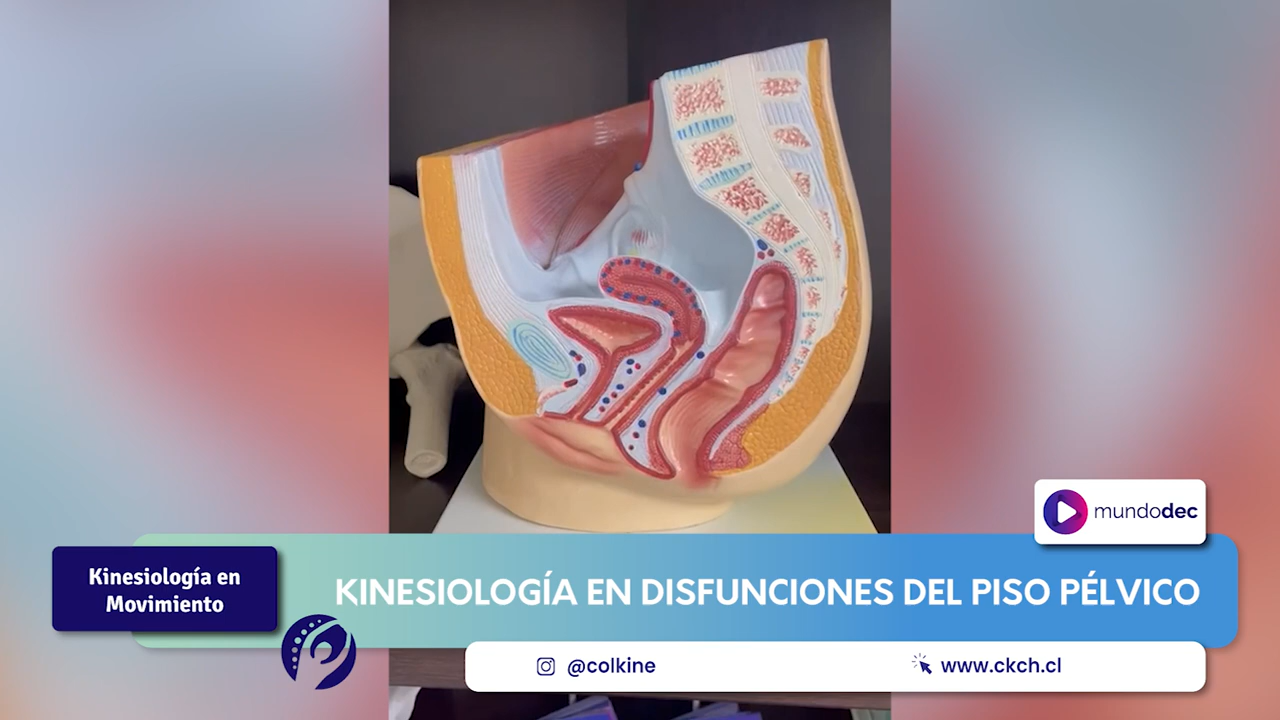 mundodec
Kinesiología en
Movimiento
KINESIOLOGÍA EN DISFUNCIONES DEL PISO PÉLVICO
@colkine
www.ckch.cl